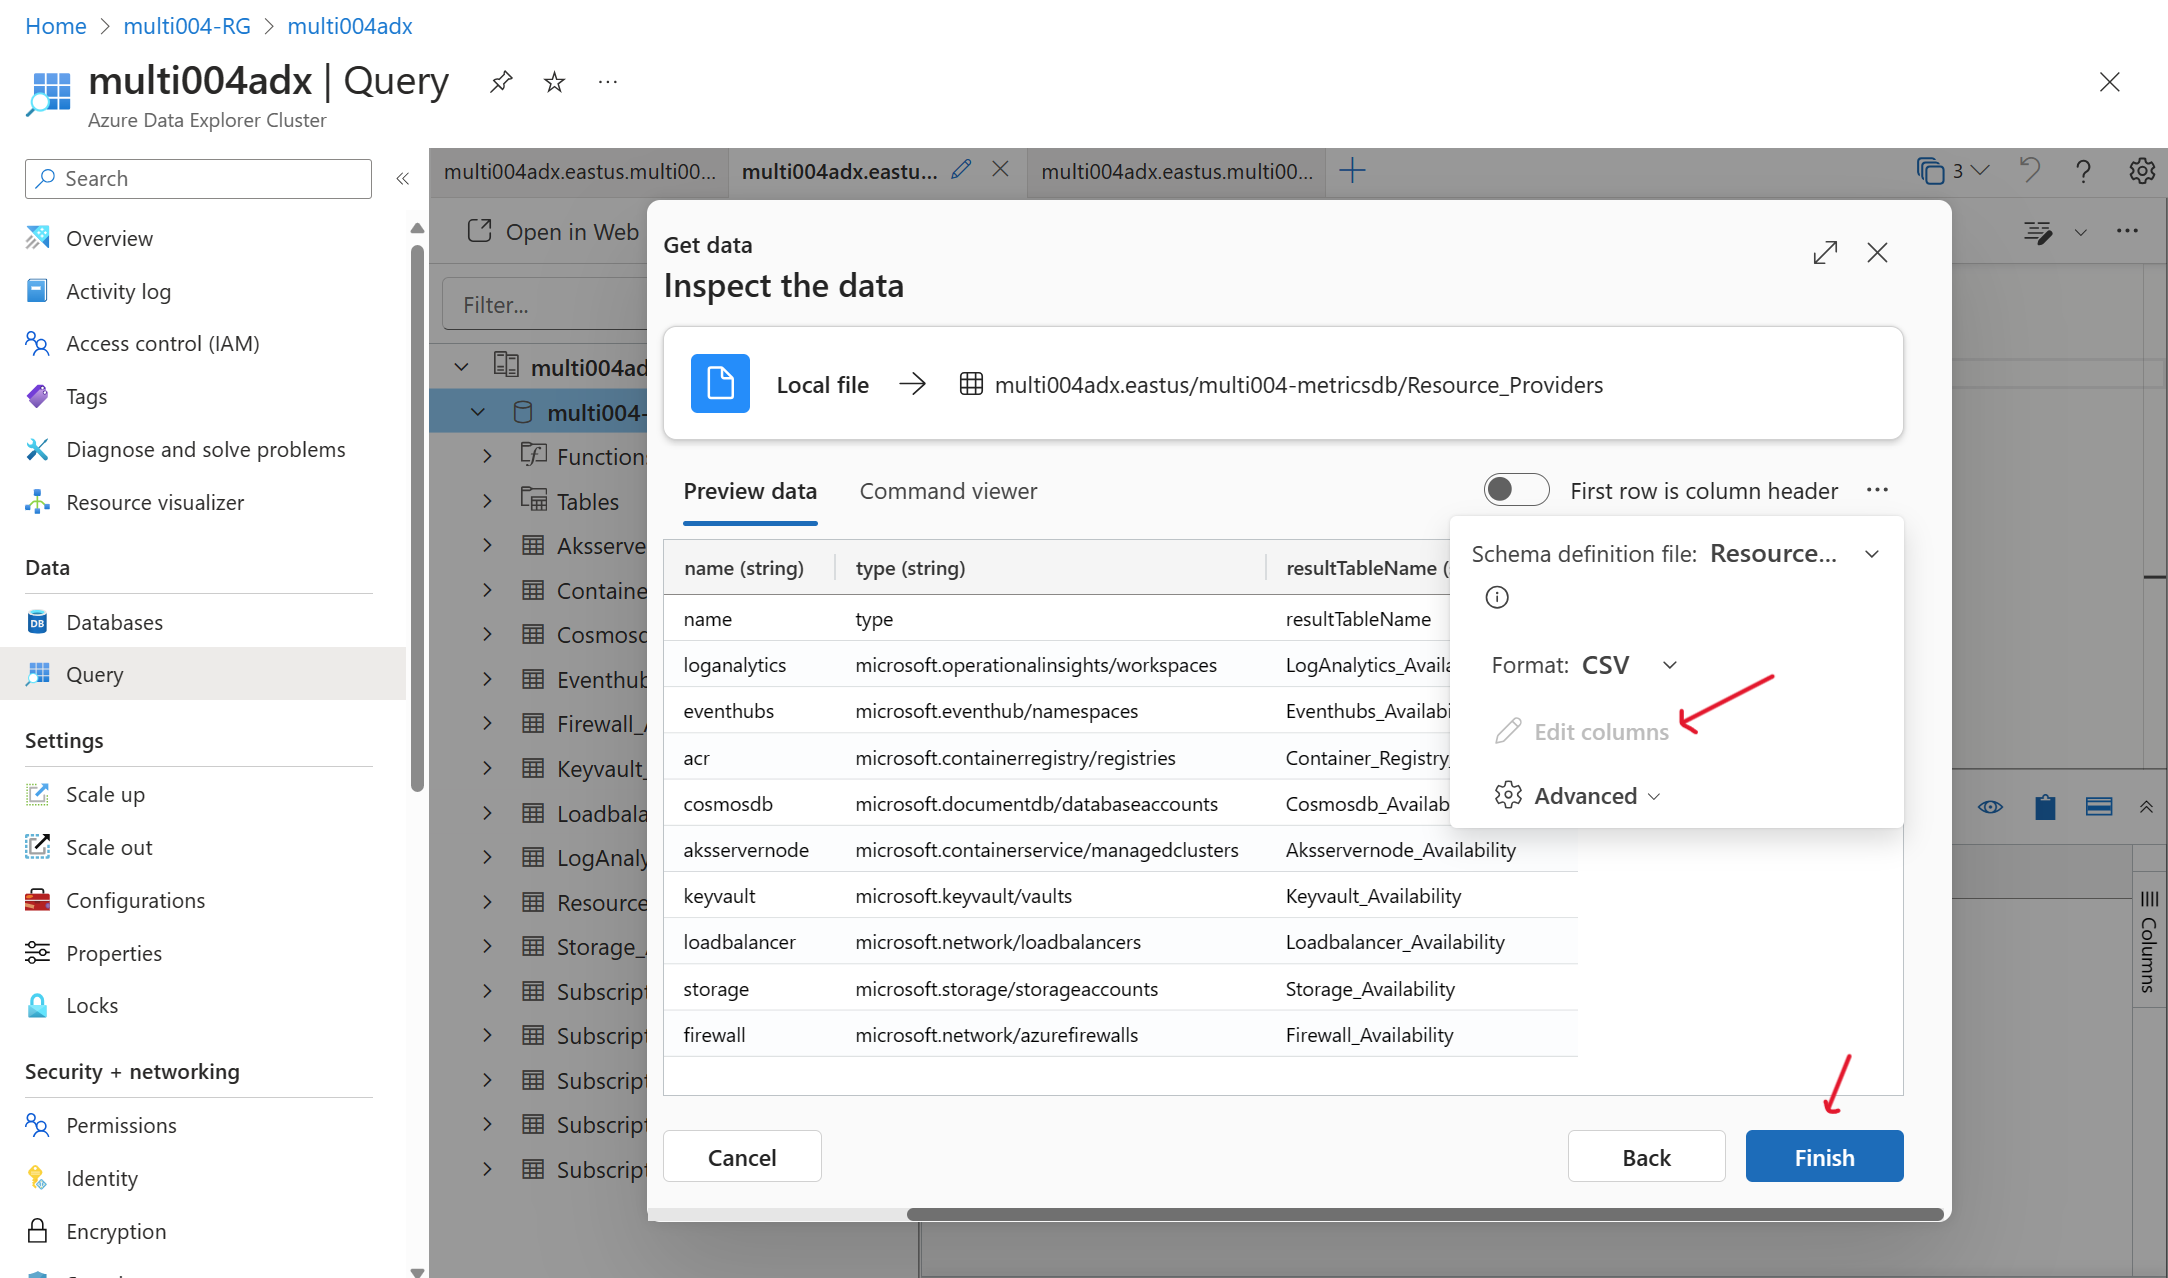 Home > multi004-RG > multi004adx
multi004adx | Query
Azure Data Explorer Cluster
Search
Overview
Activity log
Access control (IAM)
Tags
Diagnose and solve problems
Resource visualizer
Data
Databases
Query
Settings
Scale up
Scale out
Configurations
Properties
Locks
Security + networking
Permissions
Identity
Encryption
multi004adx.eastus.multi00...
multi004adx.eastu...
multi004adx.eastus.multi00...
3
Open in Web
Filter...
multi004ad
multi004-
Function
Tables
Aksserve
Containe
Cosmosd
Eventhub
Firewall_
Keyvault_
Loadbala
LogAnaly
Resource
Storage_
Subscript
Subscript
Subscript
Subscript
Subscript
Get data
Inspect the data
Local file → multi004adx.eastus/multi004-metricsdb/Resource_Providers
Preview data Command viewer First row is column header
name (string) type (string) resultTableName (
name type resultTableName
loganalytics microsoft.operationalinsights/workspaces LogAnalytics_Availa
eventhubs microsoft.eventhub/namespaces Eventhubs_Availabi
acr microsoft.containerregistry/registries Container_Registry_
cosmosdb microsoft.documentdb/databaseaccounts Cosmosdb_Availab
aksservernode microsoft.containerservice/managedclusters Aksservernode_Availability
keyvault microsoft.keyvault/vaults Keyvault_Availability
loadbalancer microsoft.network/loadbalancers Loadbalancer_Availability
storage microsoft.storage/storageaccounts Storage_Availability
firewall microsoft.network/azurefirewalls Firewall_Availability
Schema definition file: Resource...
Format: CSV
Edit columns
Advanced
Cancel
Back
Finish
Columns